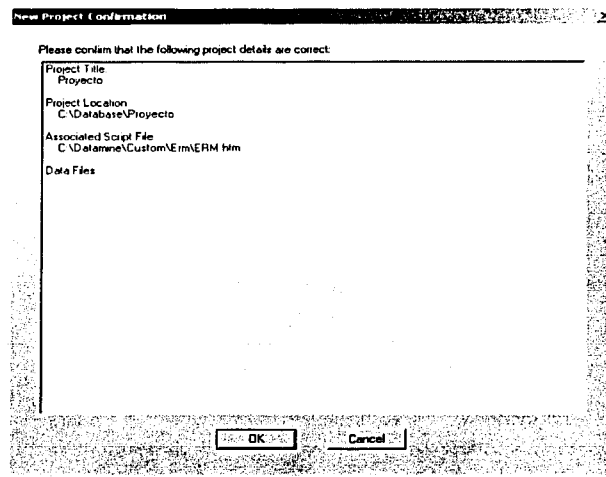 New Project Confirmation
Please confirm that the following project details are correct:
Project Title
Proyecto
Project Location
C:\Database\Proyecto
Associated Script File
C:\Datamine\Custom\Erm\ERM.htm
Data Files
OK
Cancel